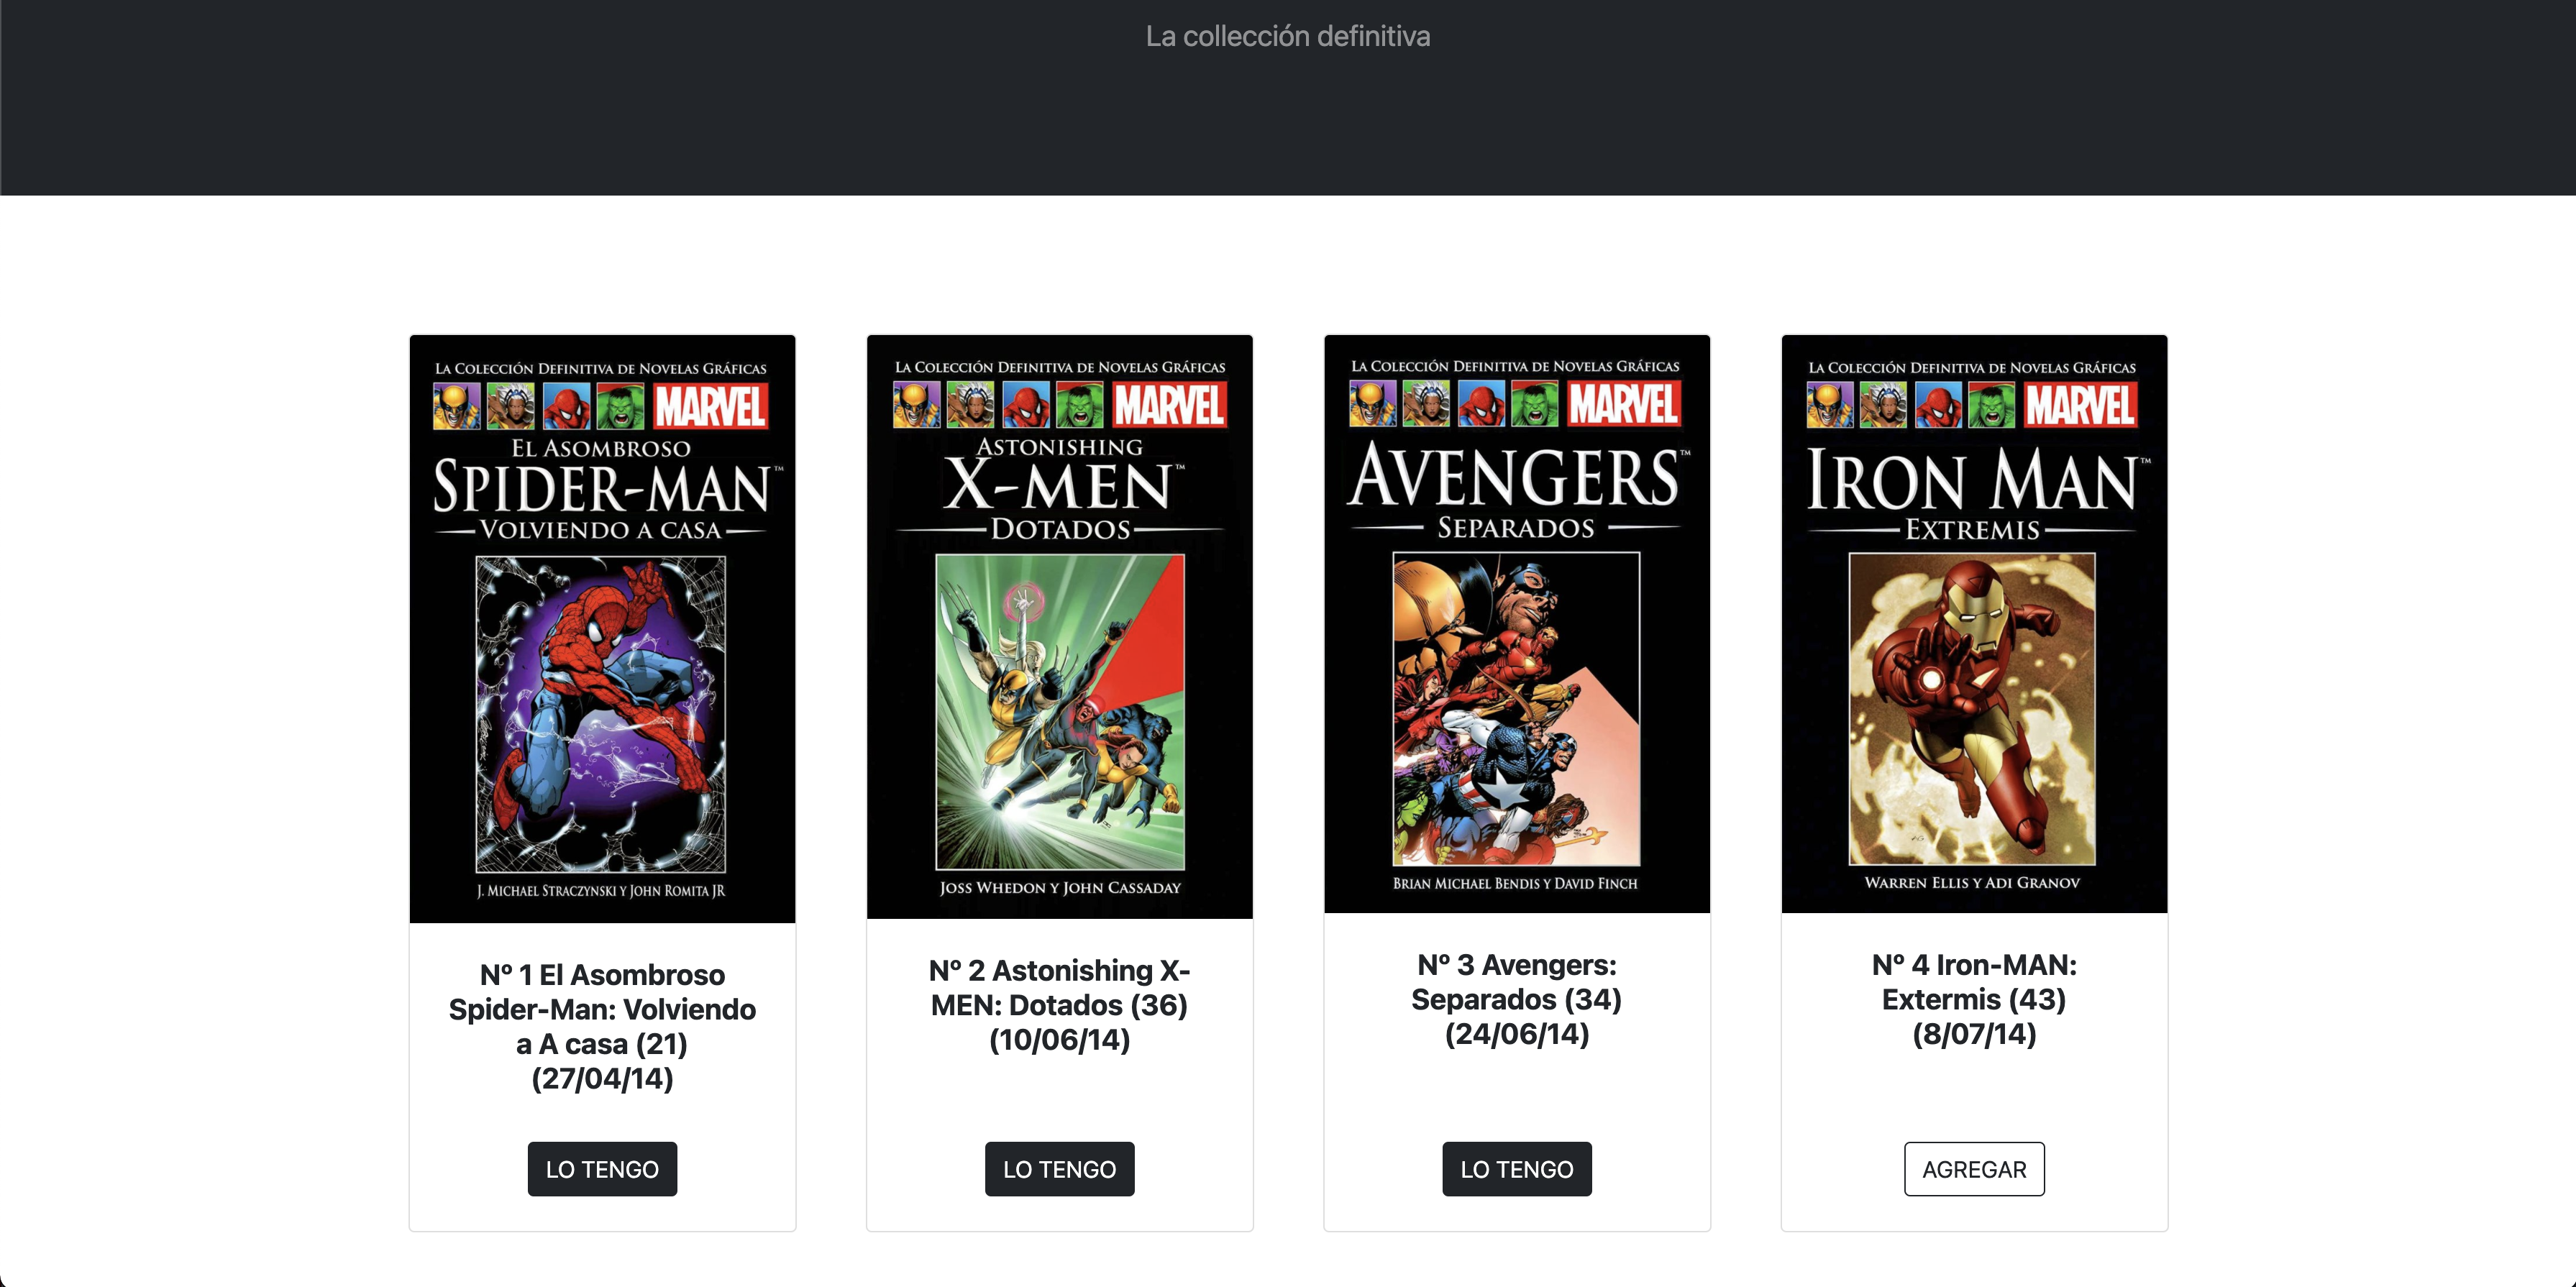 La collección definitiva
La Colección Definitiva de Novelas Gráficas
MARVEL
El Asombroso
Spider-Man™
Volviendo a casa
J. Michael Straczynski y John Romita Jr
Nº 1 El Asombroso
Spider-Man: Volviendo
a A casa (21)
(27/04/14)
LO TENGO
La Colección Definitiva de Novelas Gráficas
MARVEL
Astonishing
X-Men™
Dotados
Joss Whedon y John Cassaday
Nº 2 Astonishing X-
MEN: Dotados (36)
(10/06/14)
LO TENGO
La Colección Definitiva de Novelas Gráficas
MARVEL
Avengers™
Separados
Brian Michael Bendis y David Finch
Nº 3 Avengers:
Separados (34)
(24/06/14)
LO TENGO
La Colección Definitiva de Novelas Gráficas
MARVEL
Iron Man™
Extremis
Warren Ellis y Adi Granov
Nº 4 Iron-MAN:
Extermis (43)
(8/07/14)
AGREGAR